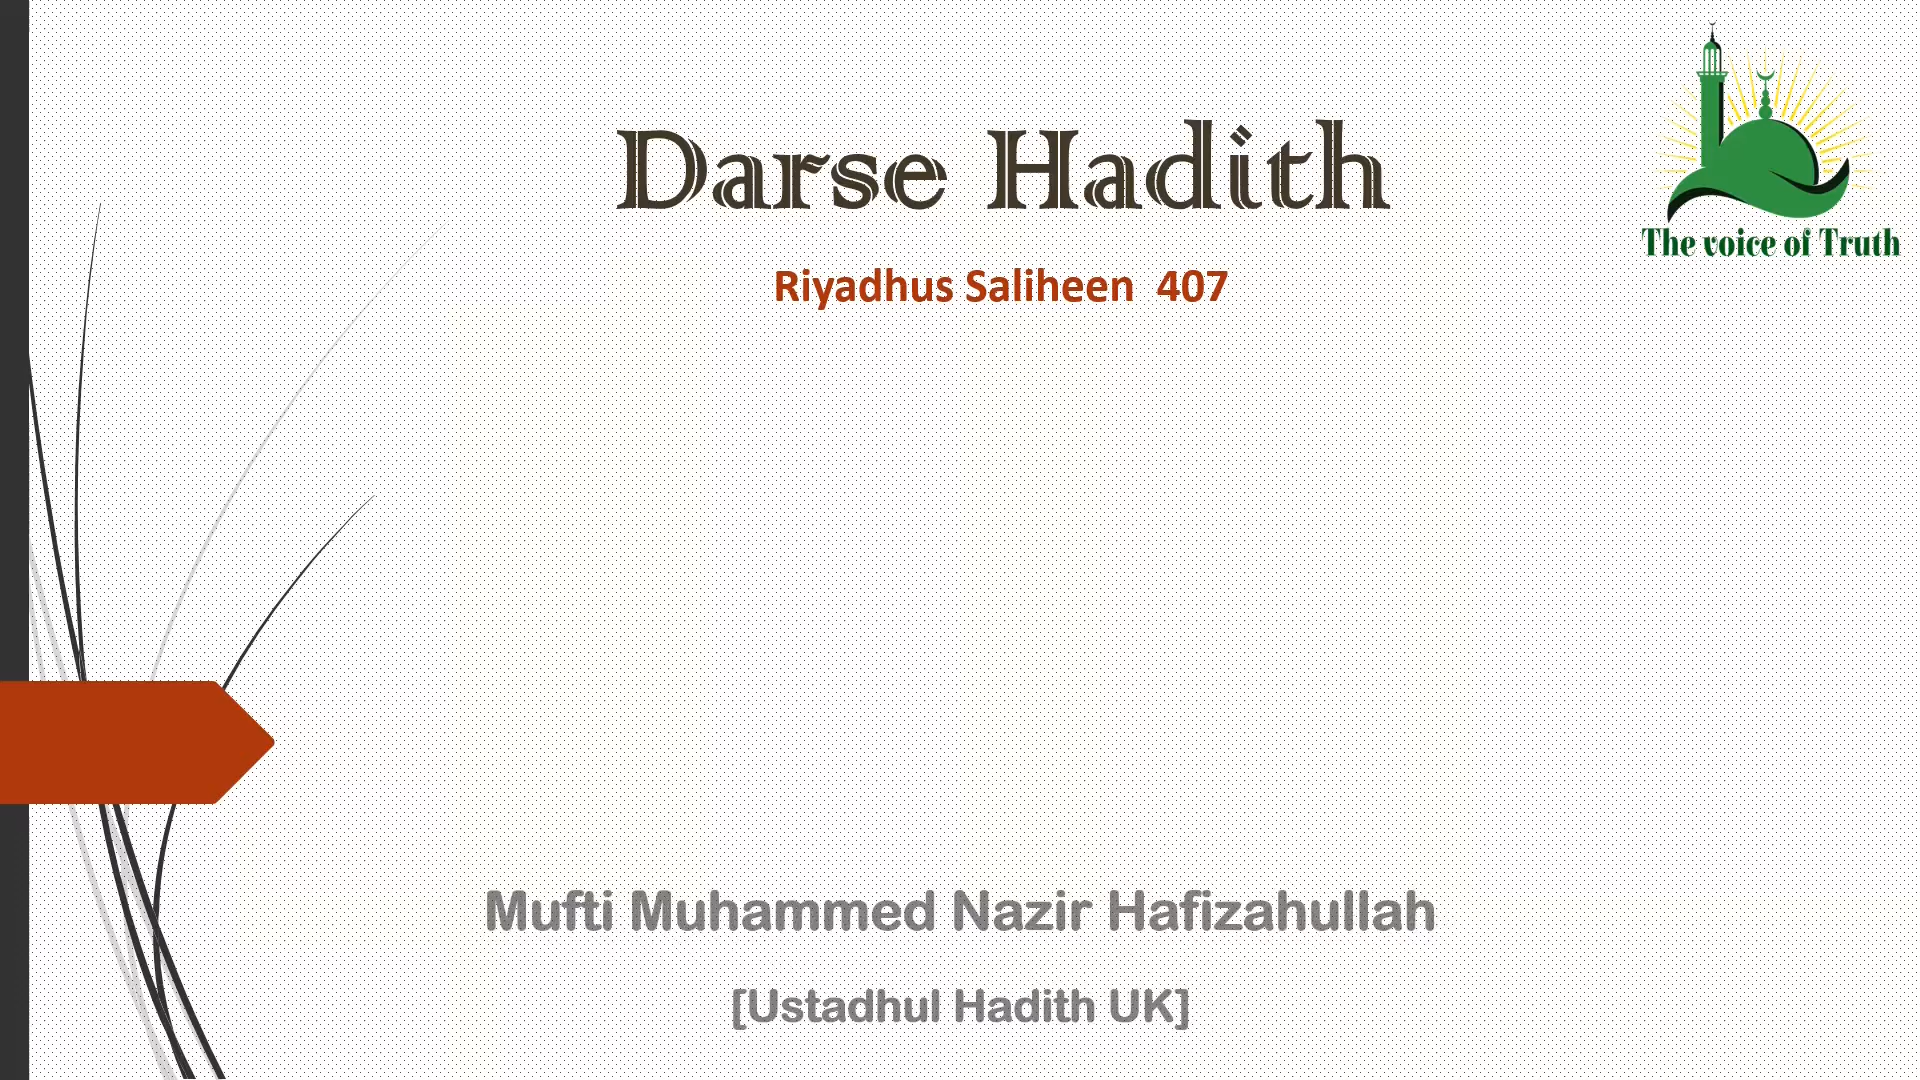 Darse Hadith
The voice of Truth
Riyadhus Saliheen 407
Mufti Muhammed Nazir Hafizahullah
[Ustadhul Hadith UK]